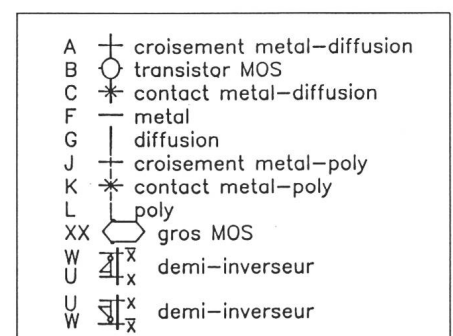 A croisement metal-diffusion
B transistor MOS
C contact metal-diffusion
F metal
G diffusion
J croisement metal-poly
K contact metal-poly
L poly
XX gros MOS
W X̅
U X demi-inverseur
U X
W X̅ demi-inverseur